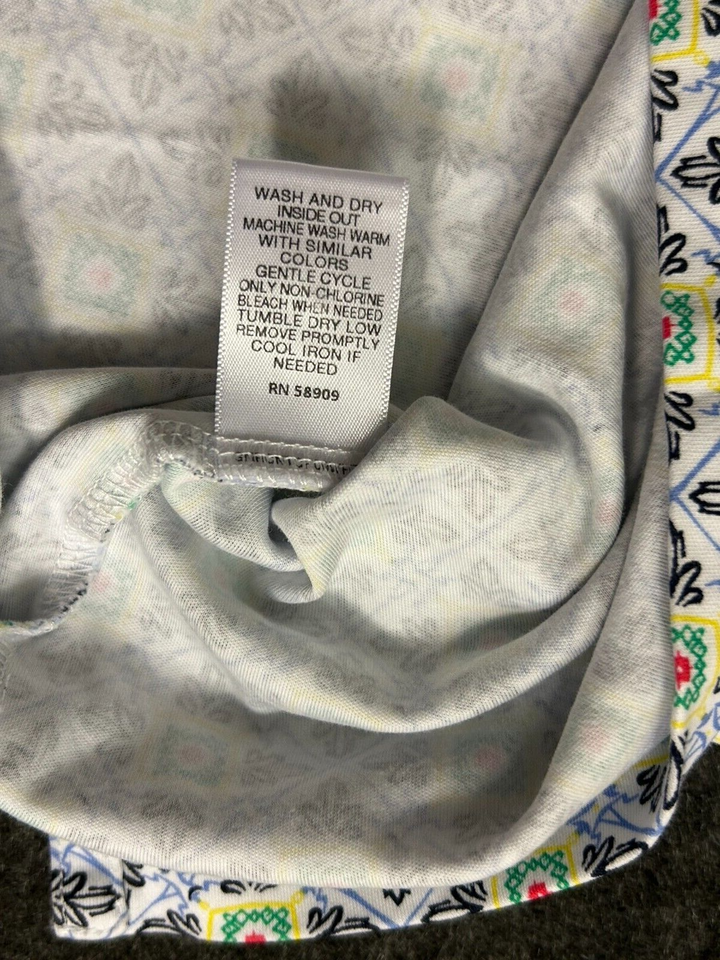 WASH AND DRY
INSIDE OUT
MACHINE WASH WARM
WITH SIMILAR
COLORS
GENTLE CYCLE
ONLY NON-CHLORINE
BLEACH WHEN NEEDED
TUMBLE DRY LOW
REMOVE PROMPTLY
COOL IRON IF
NEEDED
RN 58909